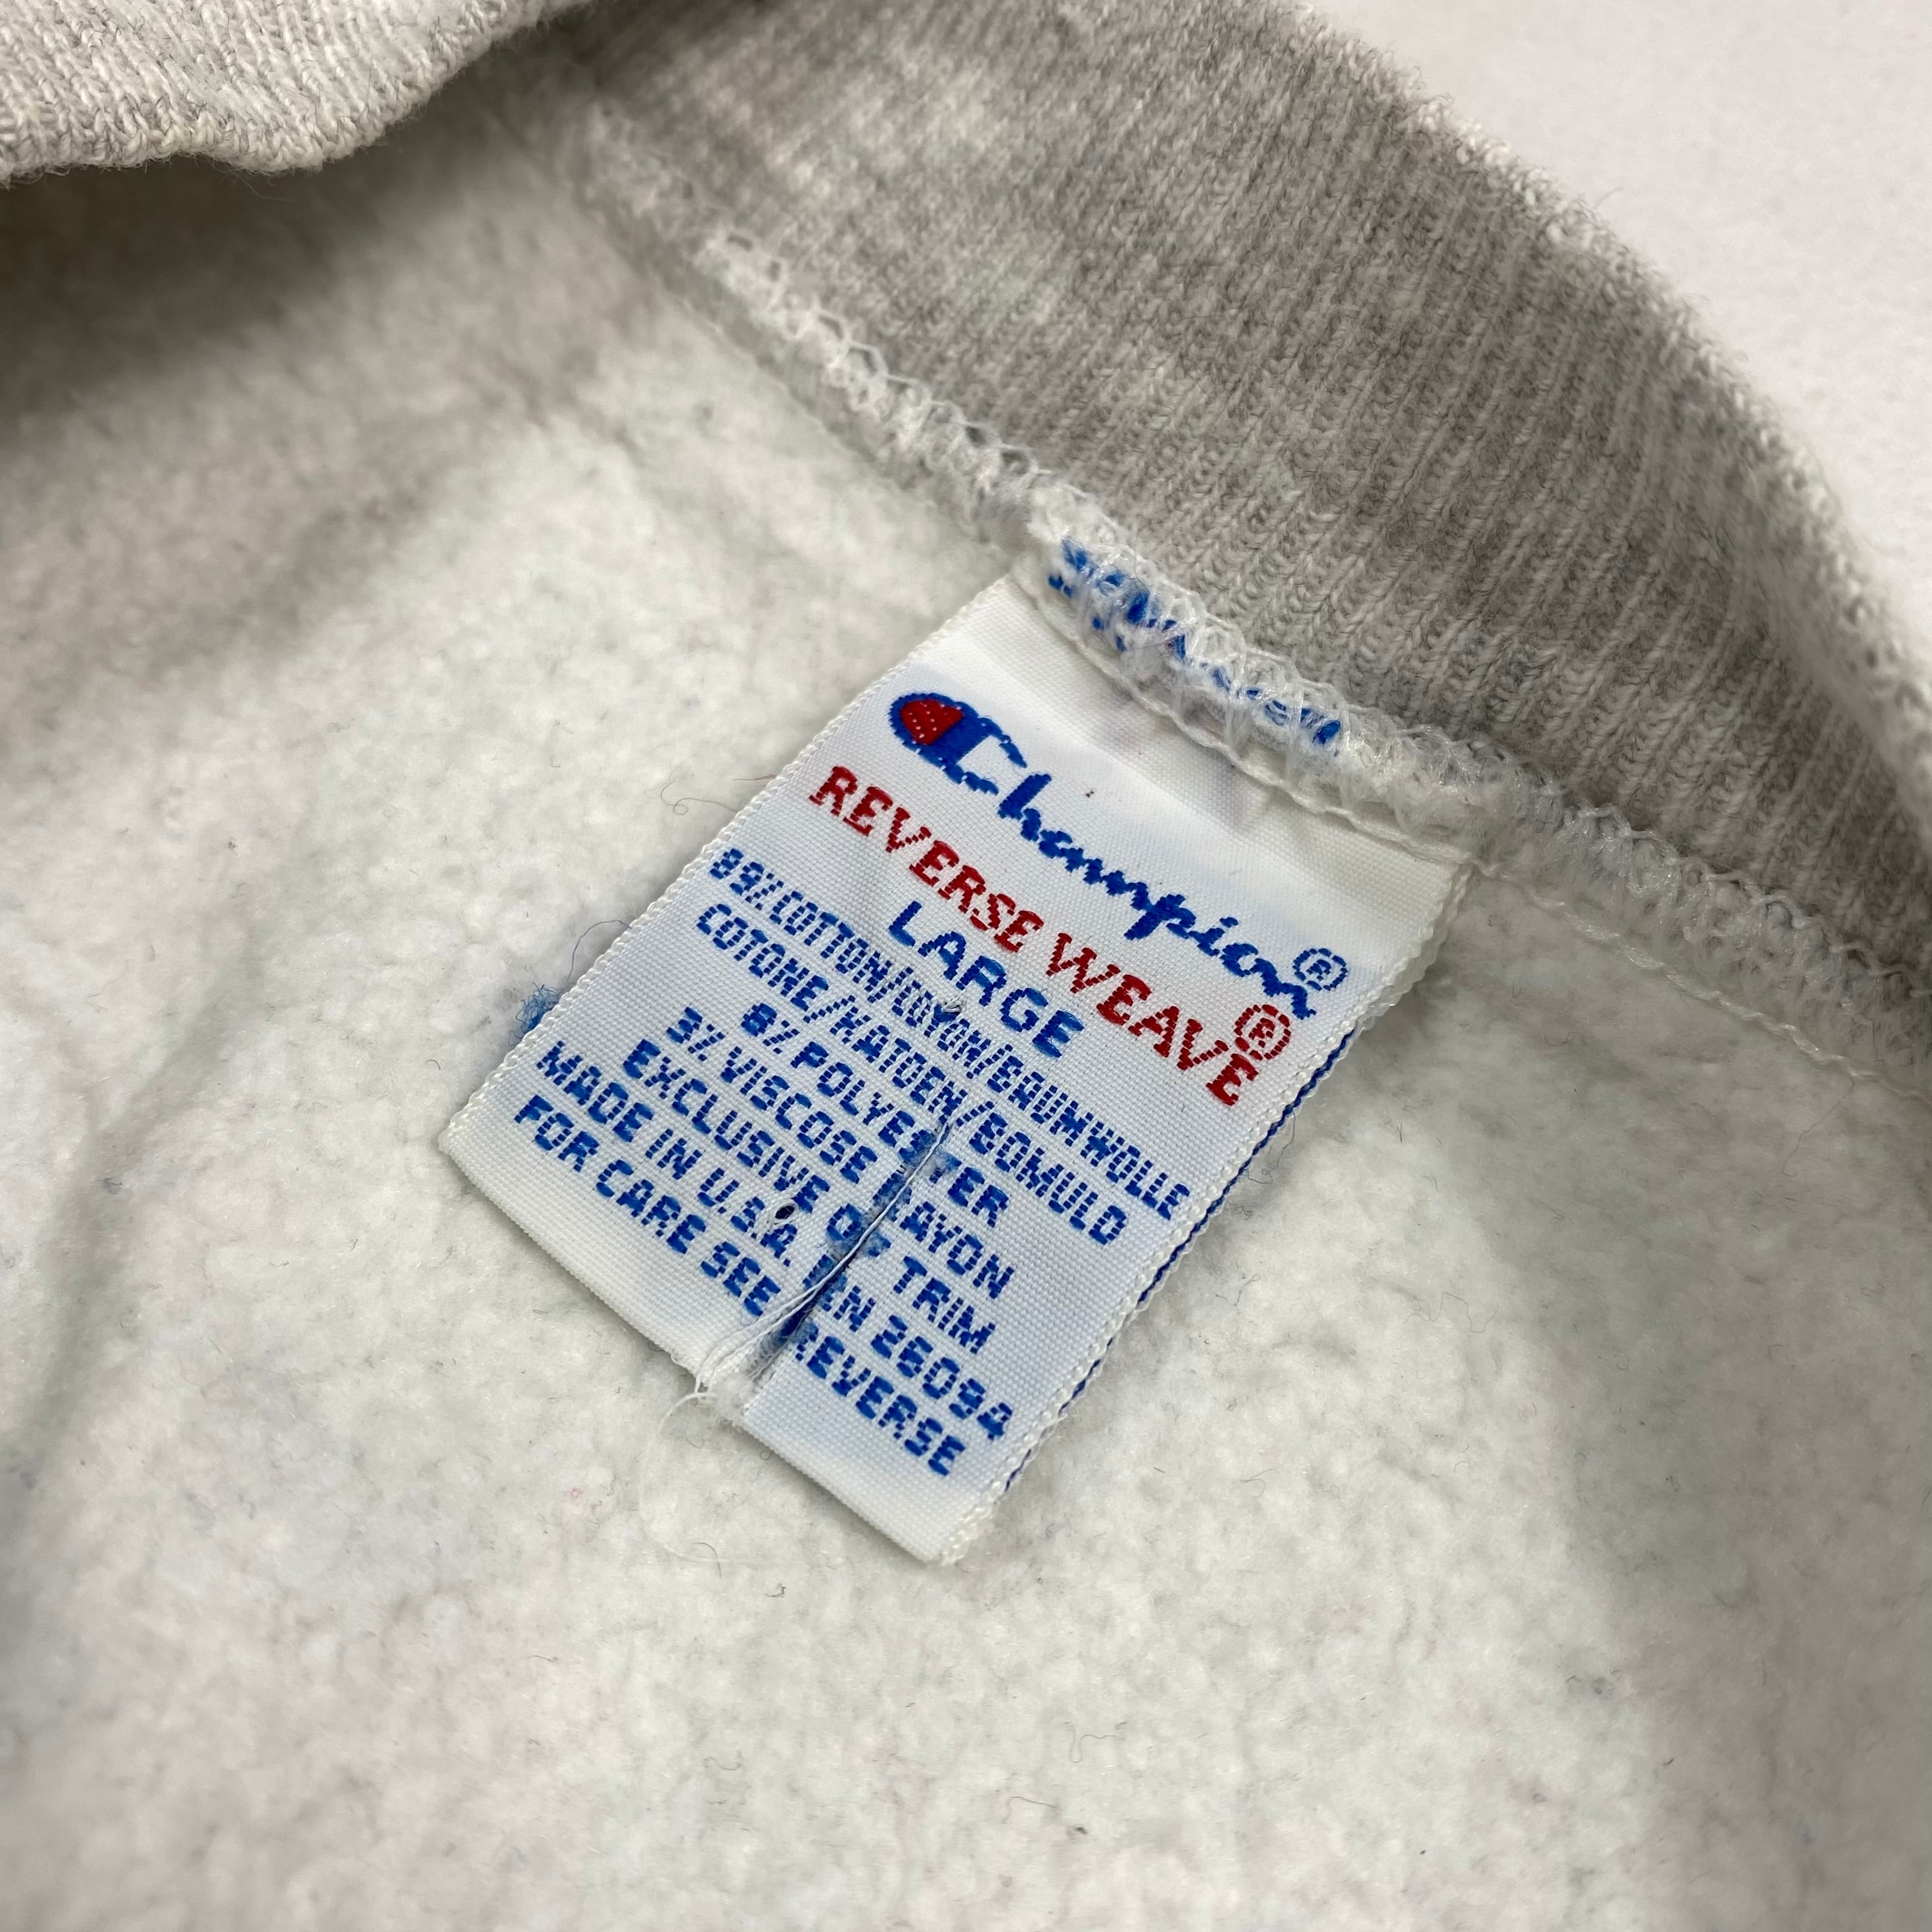 Champion®
REVERSE WEAVE®
LARGE
89% COTTON/COYON/BAUMWOLLE
COTONE/KATOEN/BOMULD
8% POLYESTER
3% VISCOSE RAYON
EXCLUSIVE OF TRIM
MADE IN U.S.A. RN 26094
FOR CARE SEE REVERSE